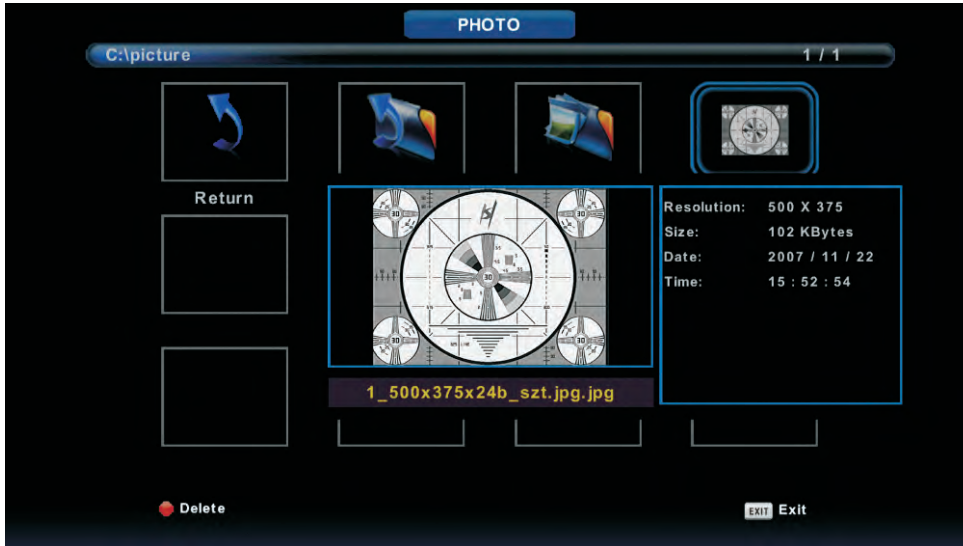 PHOTO
C:\picture
1 / 1
Return
Resolution: 500 X 375
Size: 102 KBytes
Date: 2007 / 11 / 22
Time: 15 : 52 : 54
1_500x375x24b_szt.jpg.jpg
Delete
EXIT Exit